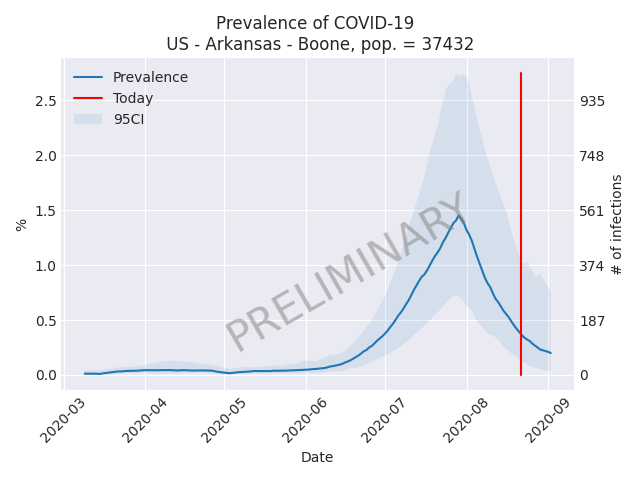 Prevalence of COVID-19
US - Arkansas - Boone, pop. = 37432
Prevalence
Today
95CI
2.5
2.0
1.5
1.0
0.5
0.0
%
935
748
561
374
187
0
# of infections
PRELIMINARY
2020-03
2020-04
2020-05
2020-06
2020-07
2020-08
2020-09
Date